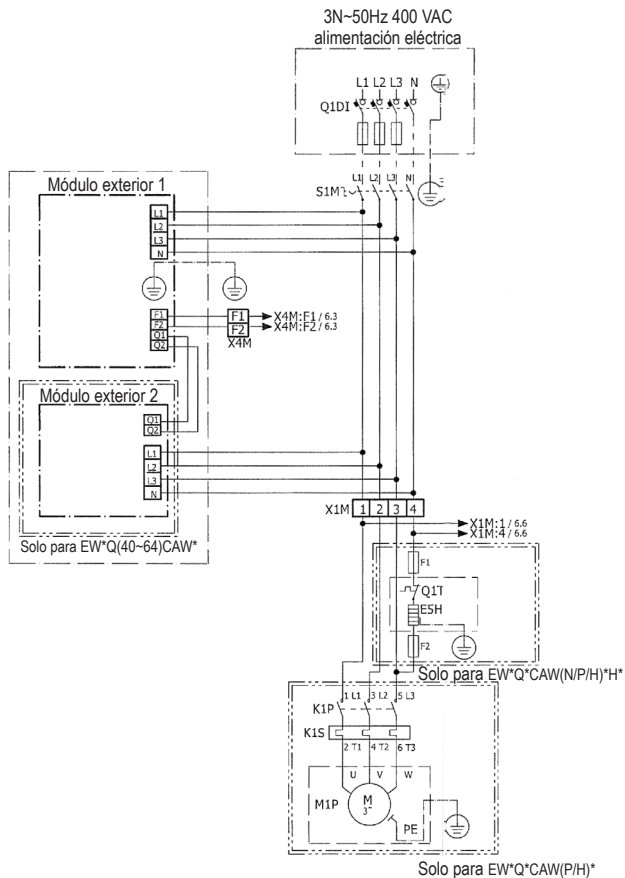 3N~50Hz 400 VAC
alimentación eléctrica
L1 L2 L3 N
Q1DI
L1 L2 L3 N
S1M
Módulo exterior 1
L1
L2
L3
N
F1
F2
Q1
Q2
F1
F2
X4M
X4M:F1 / 6.3
X4M:F2 / 6.3
Módulo exterior 2
Q1
Q2
L1
L2
L3
N
Solo para EW*Q(40~64)CAW*
X1M 1 2 3 4
X1M:1 / 6.6
X1M:4 / 6.6
F1
Q1T
E5H
F2
Solo para EW*Q*CAW(N/P/H)*H*
1 L1 3 L2 5 L3
K1P
K1S
2 T1 4 T2 6 T3
U V W
M1P
M
3~
PE
Solo para EW*Q*CAW(P/H)*